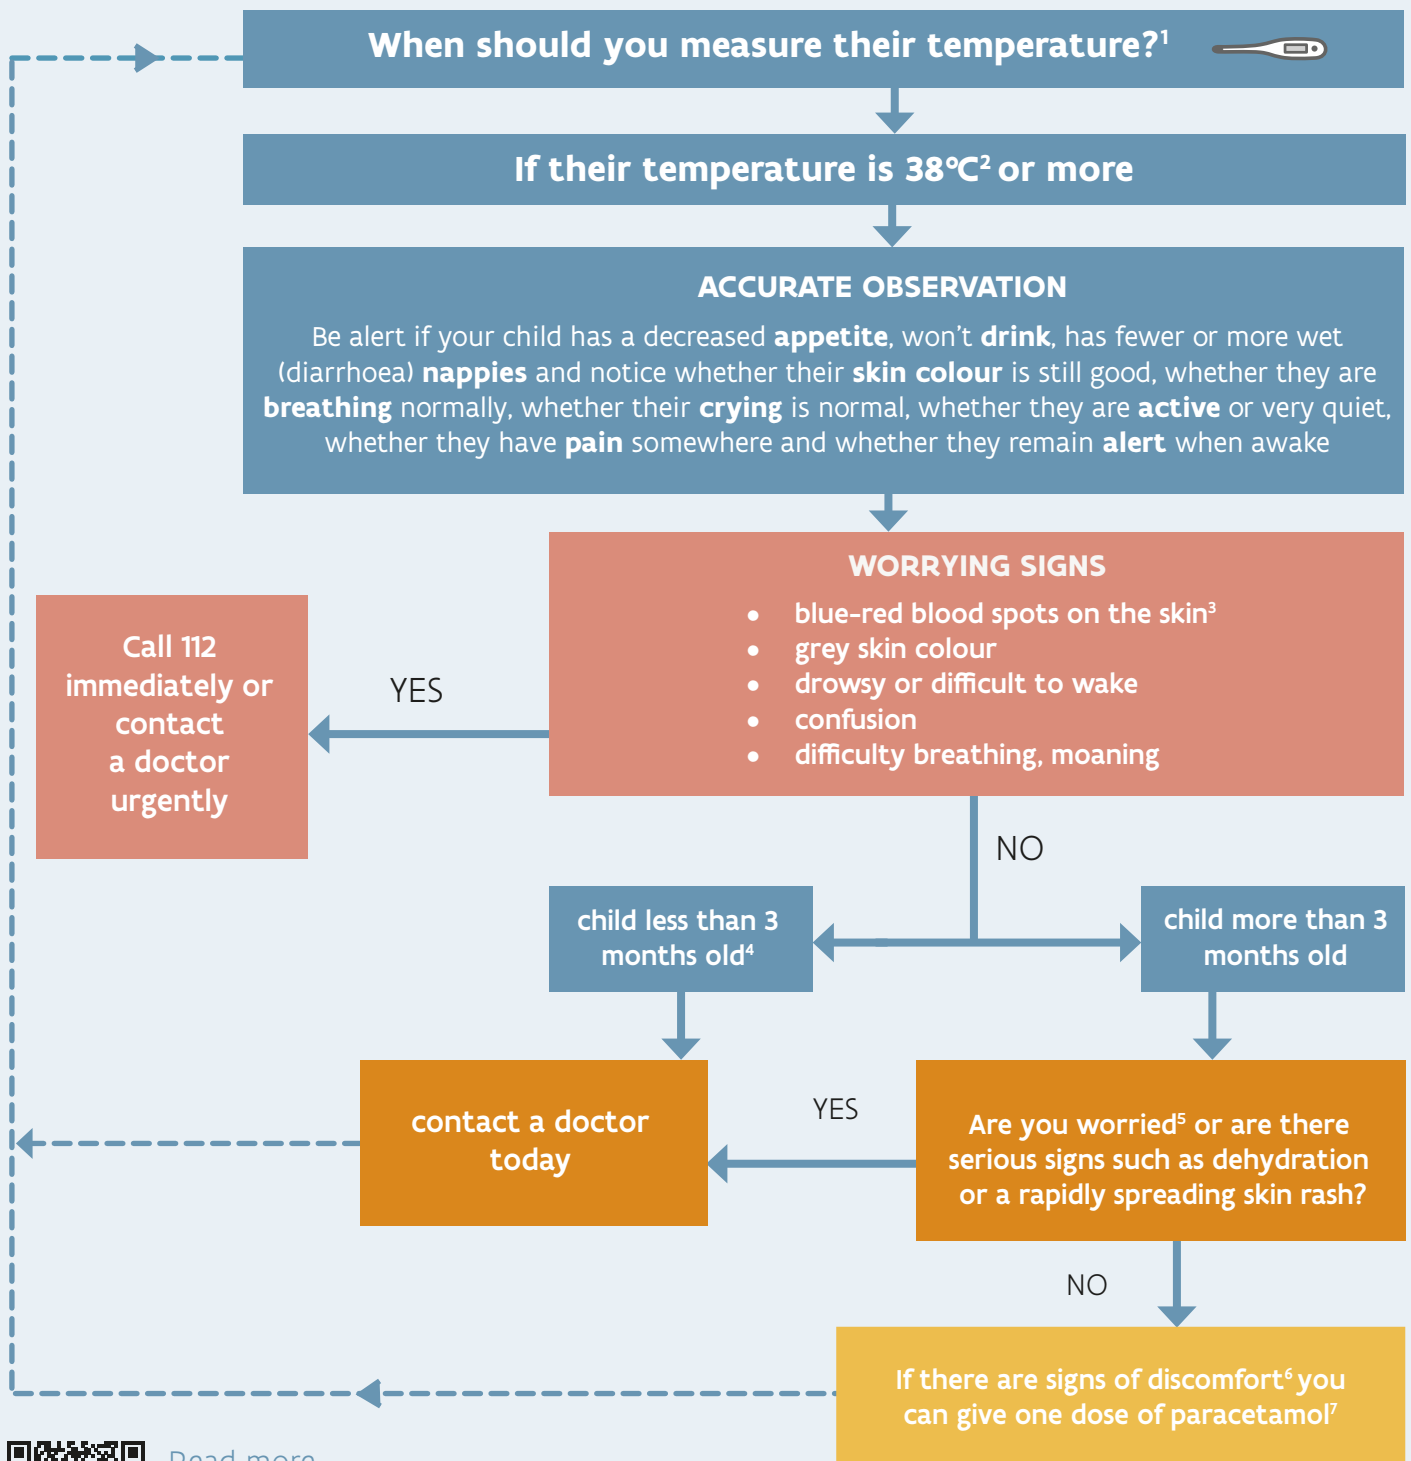 When should you measure their temperature?¹
If their temperature is 38°C² or more
ACCURATE OBSERVATION
Be alert if your child has a decreased appetite, won't drink, has fewer or more wet
(diarrhoea) nappies and notice whether their skin colour is still good, whether they are
breathing normally, whether their crying is normal, whether they are active or very quiet,
whether they have pain somewhere and whether they remain alert when awake
WORRYING SIGNS
• blue-red blood spots on the skin³
• grey skin colour
• drowsy or difficult to wake
• confusion
• difficulty breathing, moaning
YES
Call 112
immediately or
contact
a doctor
urgently
NO
child less than 3
months old⁴
child more than 3
months old
contact a doctor
today
YES
Are you worried⁵ or are there
serious signs such as dehydration
or a rapidly spreading skin rash?
NO
If there are signs of discomfort⁶ you
can give one dose of paracetamol⁷
Read more